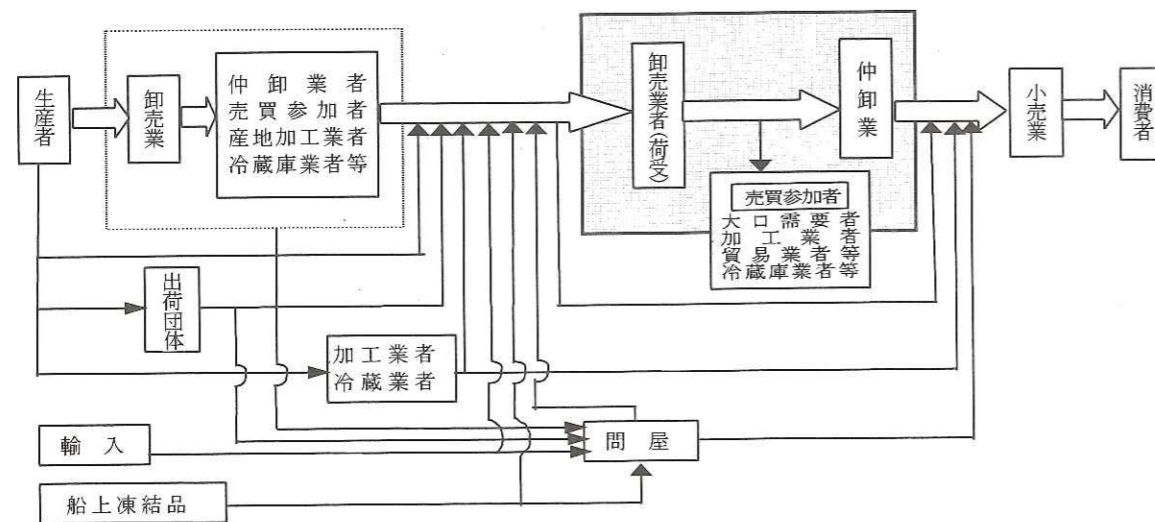 生産者
卸売業
仲卸業者
売買参加者
産地加工業者
冷蔵庫業者等
卸売業者(荷受)
仲卸業
小売業
消費者
売買参加者
大口需要者
加工業者
貿易業者等
冷蔵庫業者等
出荷団体
加工業者
冷蔵業者
輸入
問屋
船上凍結品